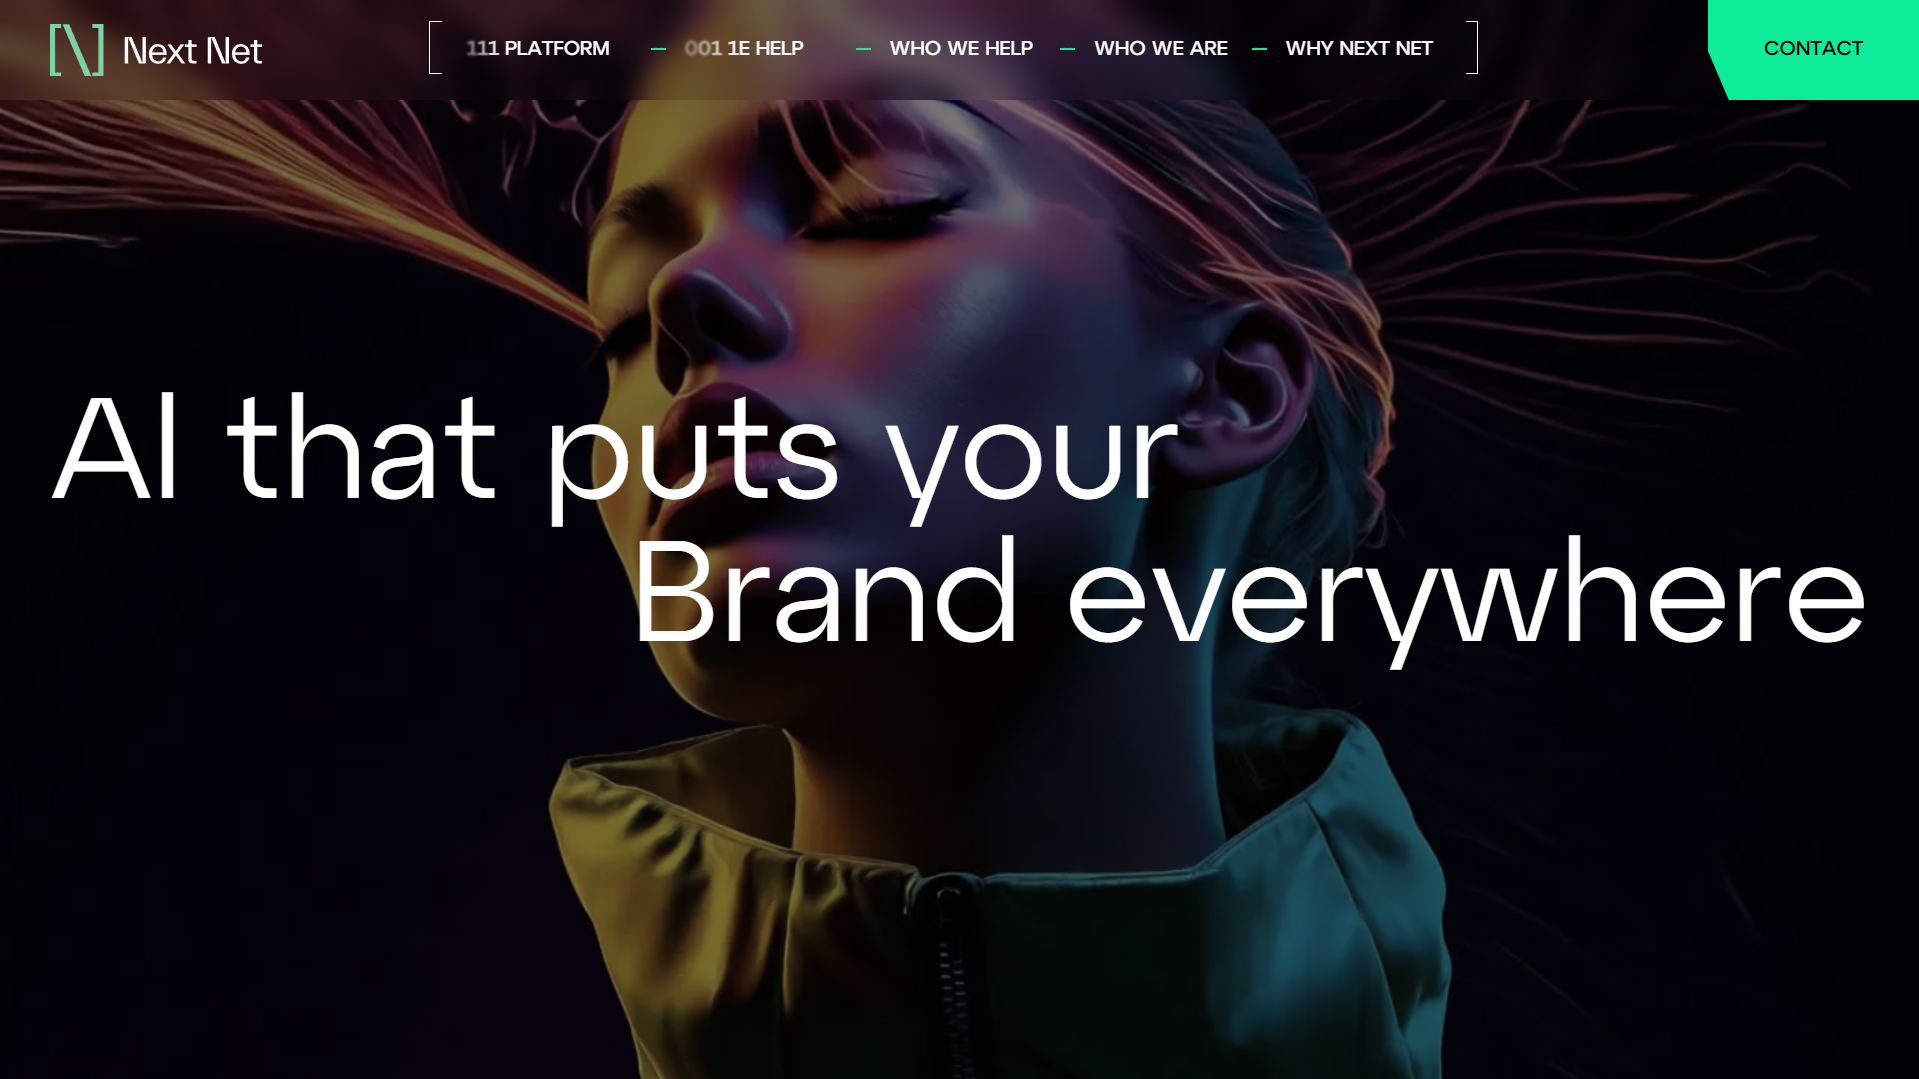 Next Net
111 PLATFORM
001 1E HELP
WHO WE HELP
WHO WE ARE
WHY NEXT NET
CONTACT
AI that puts your
Brand everywhere